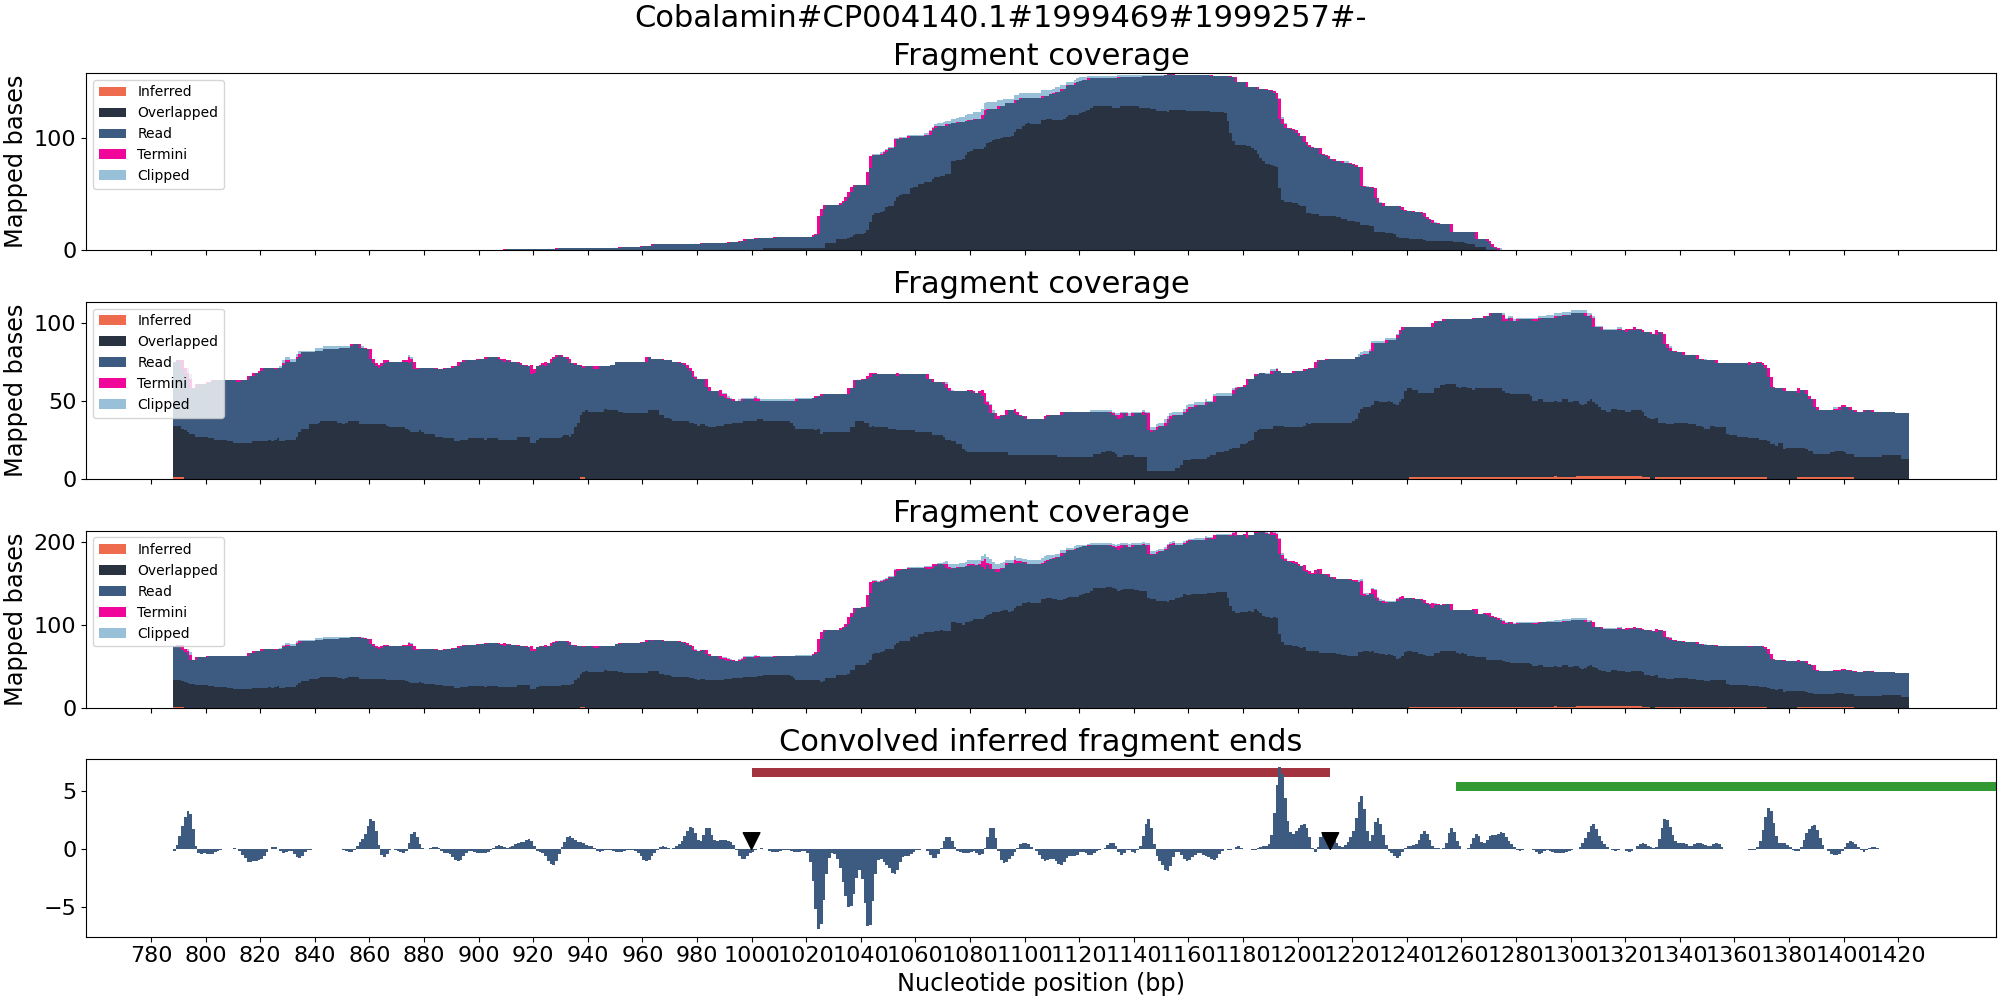 Cobalamin#CP004140.1#1999469#1999257#-
Fragment coverage
Mapped bases
100
0
Inferred
Overlapped
Read
Termini
Clipped
Fragment coverage
Mapped bases
100
50
0
Inferred
Overlapped
Read
Termini
Clipped
Fragment coverage
Mapped bases
200
100
0
Inferred
Overlapped
Read
Termini
Clipped
Convolved inferred fragment ends
5
0
−5
780 800 820 840 860 880 900 920 940 960 980 1000 1020 1040 1060 1080 1100 1120 1140 1160 1180 1200 1220 1240 1260 1280 1300 1320 1340 1360 1380 1400 1420
Nucleotide position (bp)